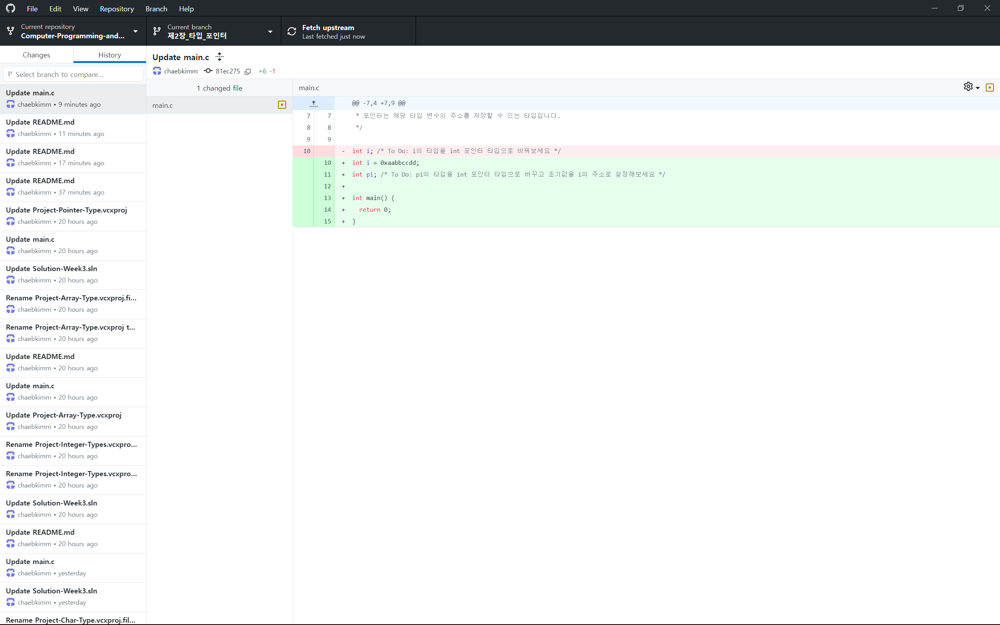 File Edit View Repository Branch Help
Current repository
Computer-Programming-and...
Current branch
제2장_타입_포인터
Fetch upstream
Last fetched just now
Changes History
Select branch to compare...
Update main.c
chaebkimm • 9 minutes ago
Update README.md
chaebkimm • 11 minutes ago
Update README.md
chaebkimm • 17 minutes ago
Update README.md
chaebkimm • 37 minutes ago
Update Project-Pointer-Type.vcxproj
chaebkimm • 20 hours ago
Update main.c
chaebkimm • 20 hours ago
Update Solution-Week3.sln
chaebkimm • 20 hours ago
Rename Project-Array-Type.vcxproj.fi...
chaebkimm • 20 hours ago
Rename Project-Array-Type.vcxproj t...
chaebkimm • 20 hours ago
Update README.md
chaebkimm • 20 hours ago
Update main.c
chaebkimm • 20 hours ago
Update Project-Array-Type.vcxproj
chaebkimm • 20 hours ago
Rename Project-Integer-Types.vcxpro...
chaebkimm • 20 hours ago
Rename Project-Integer-Types.vcxpro...
chaebkimm • 20 hours ago
Update Solution-Week3.sln
chaebkimm • 20 hours ago
Update README.md
chaebkimm • 20 hours ago
Update main.c
chaebkimm • yesterday
Update Solution-Week3.sln
chaebkimm • yesterday
Rename Project-Char-Type.vcxproj.fil...
Update main.c
chaebkimm 81ec275 +6 -1
1 changed file
main.c
main.c
@@ -7,4 +7,9 @@
7 7 * 포인터는 해당 타입 변수의 주소를 저장할 수 있는 타입입니다.
8 8 */
9 9
10 - int i; /* To Do: i의 타입을 int 포인터 타입으로 바꿔보세요 */
10 + int i = 0xaabbccdd;
11 + int pi; /* To Do: pi의 타입을 int 포인터 타입으로 바꾸고 초기값을 i의 주소로 설정해보세요 */
12 +
13 + int main() {
14 + return 0;
15 + }